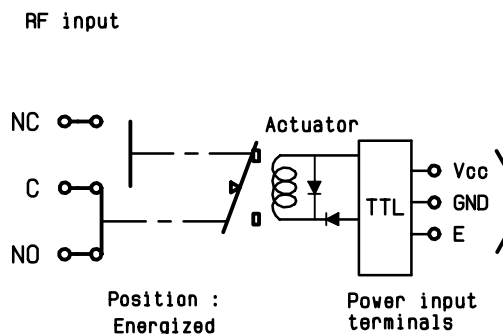 RF input
NC
Actuator
Vcc
C
TTL
GND
E
NO
Position :
Energized
Power input
terminals